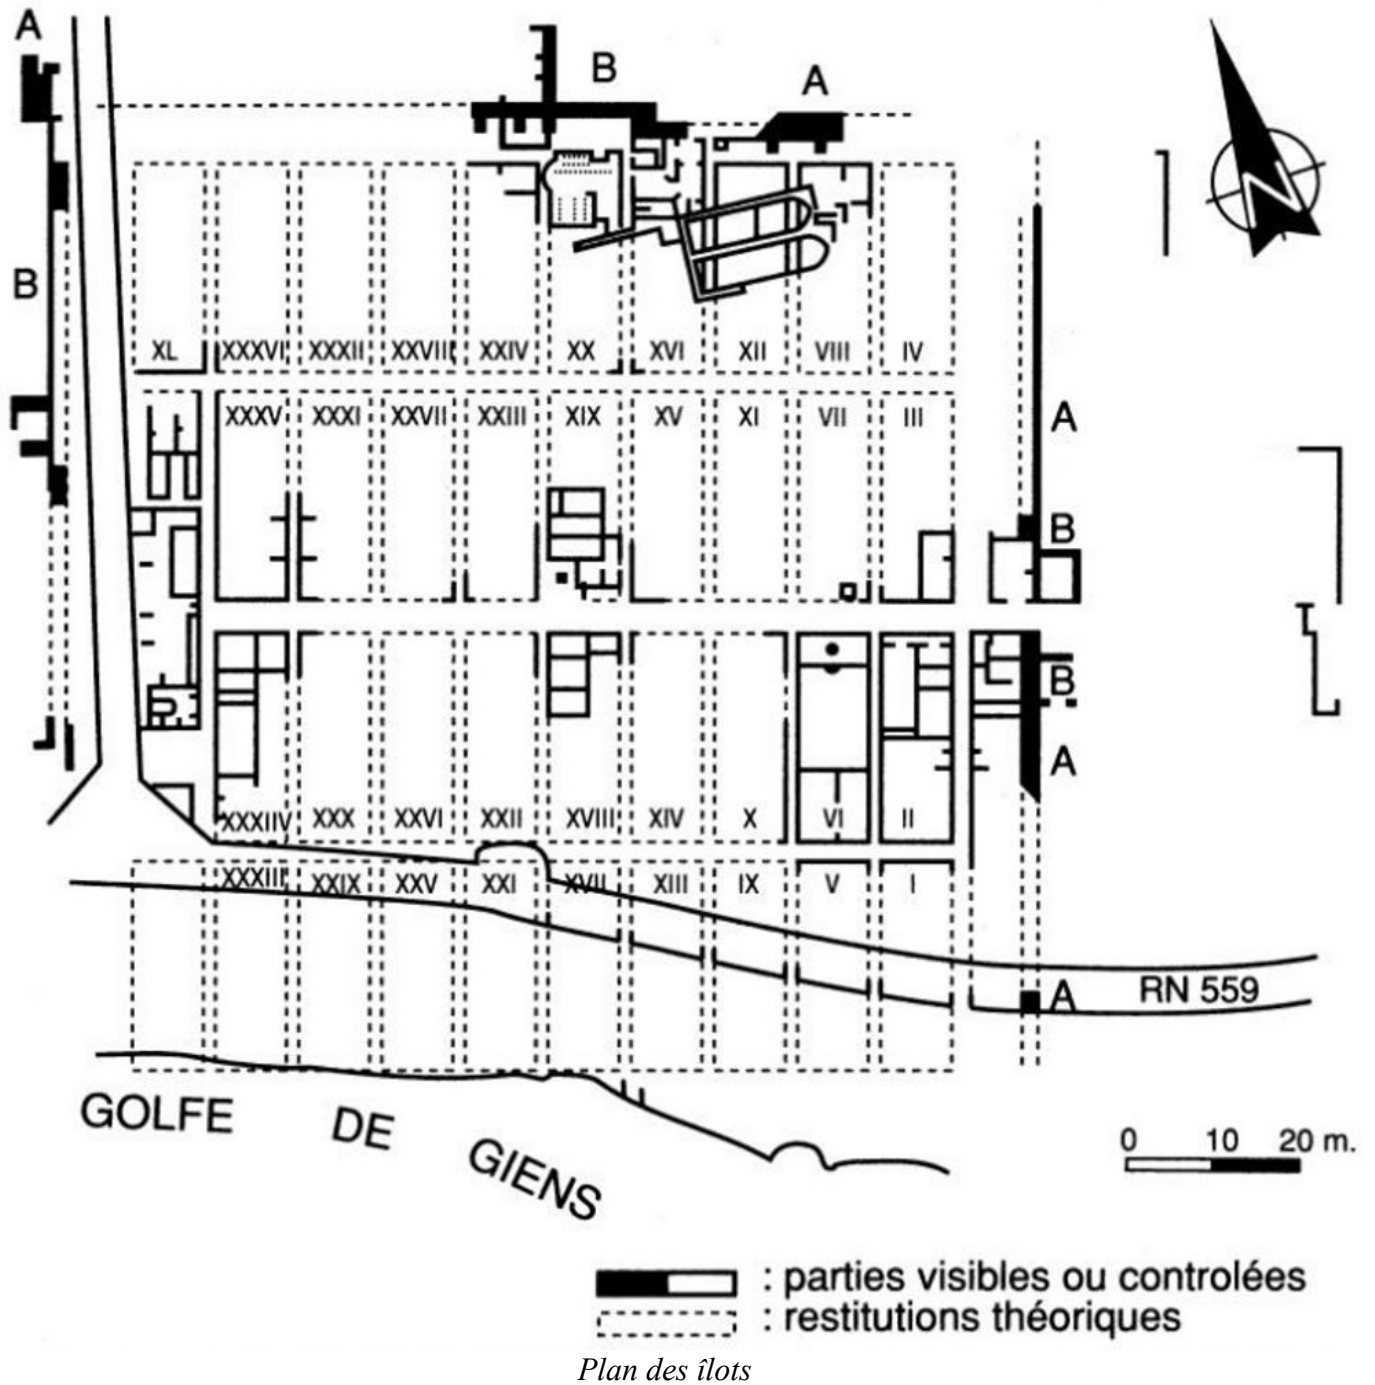 A
B
A
B
XL XXXVI XXXII XXVIII XXIV XX XVI XII VIII IV
XXXV XXXI XXVII XXIII XIX XV XI VII III
A
B
B
A
XXXIIV XXX XXVI XXII XVIII XIV X VI II
XXXIII XXIX XXV XXI XVII XIII IX V I
A RN 559
GOLFE DE GIENS
0 10 20 m.
: parties visibles ou controlées
: restitutions théoriques
Plan des îlots